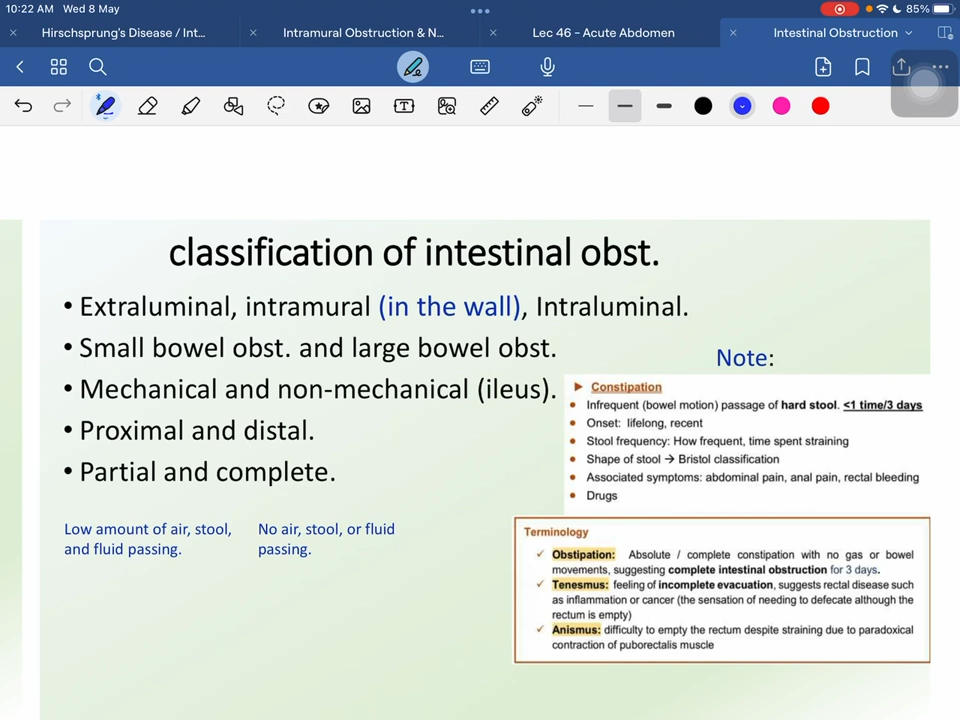 10:22 AM Wed 8 May
85%
Hirschsprung's Disease / Int...
Intramural Obstruction & N...
Lec 46 - Acute Abdomen
Intestinal Obstruction
classification of intestinal obst.
• Extraluminal, intramural (in the wall), Intraluminal.
• Small bowel obst. and large bowel obst.
• Mechanical and non-mechanical (ileus).
• Proximal and distal.
• Partial and complete.
Low amount of air, stool,
and fluid passing.
No air, stool, or fluid
passing.
Note:
Constipation
Infrequent (bowel motion) passage of hard stool. <1 time/3 days
Onset: lifelong, recent
Stool frequency: How frequent, time spent straining
Shape of stool → Bristol classification
Associated symptoms: abdominal pain, anal pain, rectal bleeding
Drugs
Terminology
✓ Obstipation: Absolute / complete constipation with no gas or bowel
movements, suggesting complete intestinal obstruction for 3 days.
✓ Tenesmus: feeling of incomplete evacuation, suggests rectal disease such
as inflammation or cancer (the sensation of needing to defecate although the
rectum is empty)
✓ Anismus: difficulty to empty the rectum despite straining due to paradoxical
contraction of puborectalis muscle